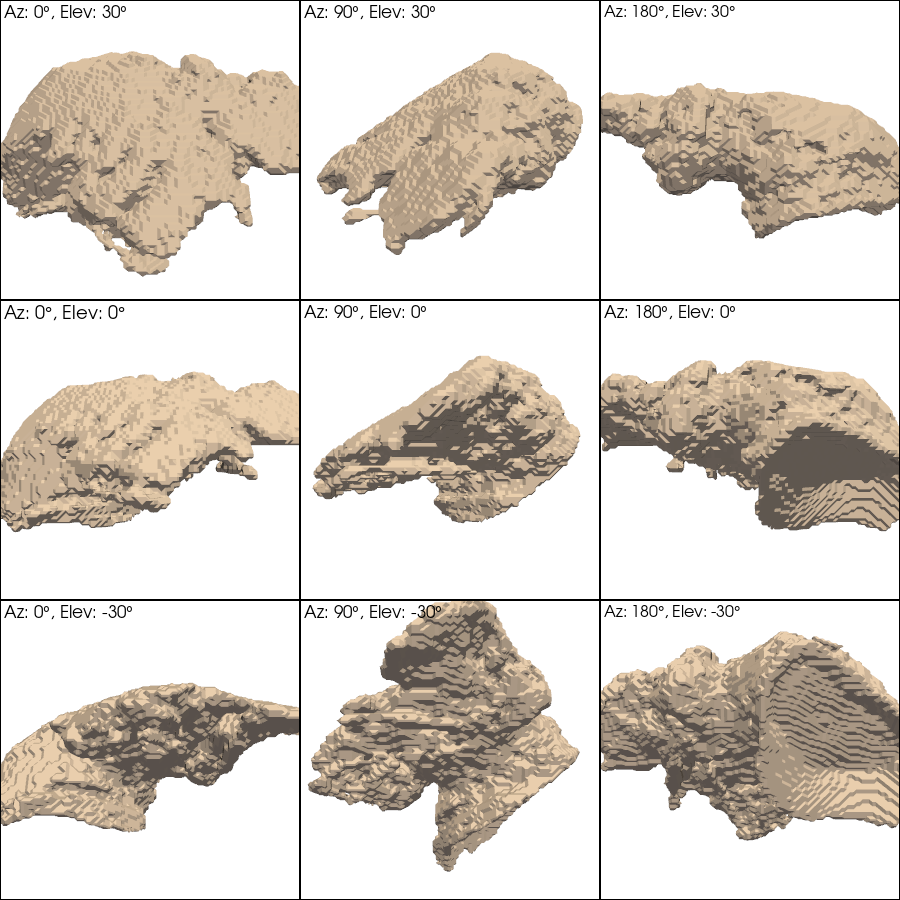 Az: 0°, Elev: 30°
Az: 90°, Elev: 30°
Az: 180°, Elev: 30°
Az: 0°, Elev: 0°
Az: 90°, Elev: 0°
Az: 180°, Elev: 0°
Az: 0°, Elev: -30°
Az: 90°, Elev: -30°
Az: 180°, Elev: -30°